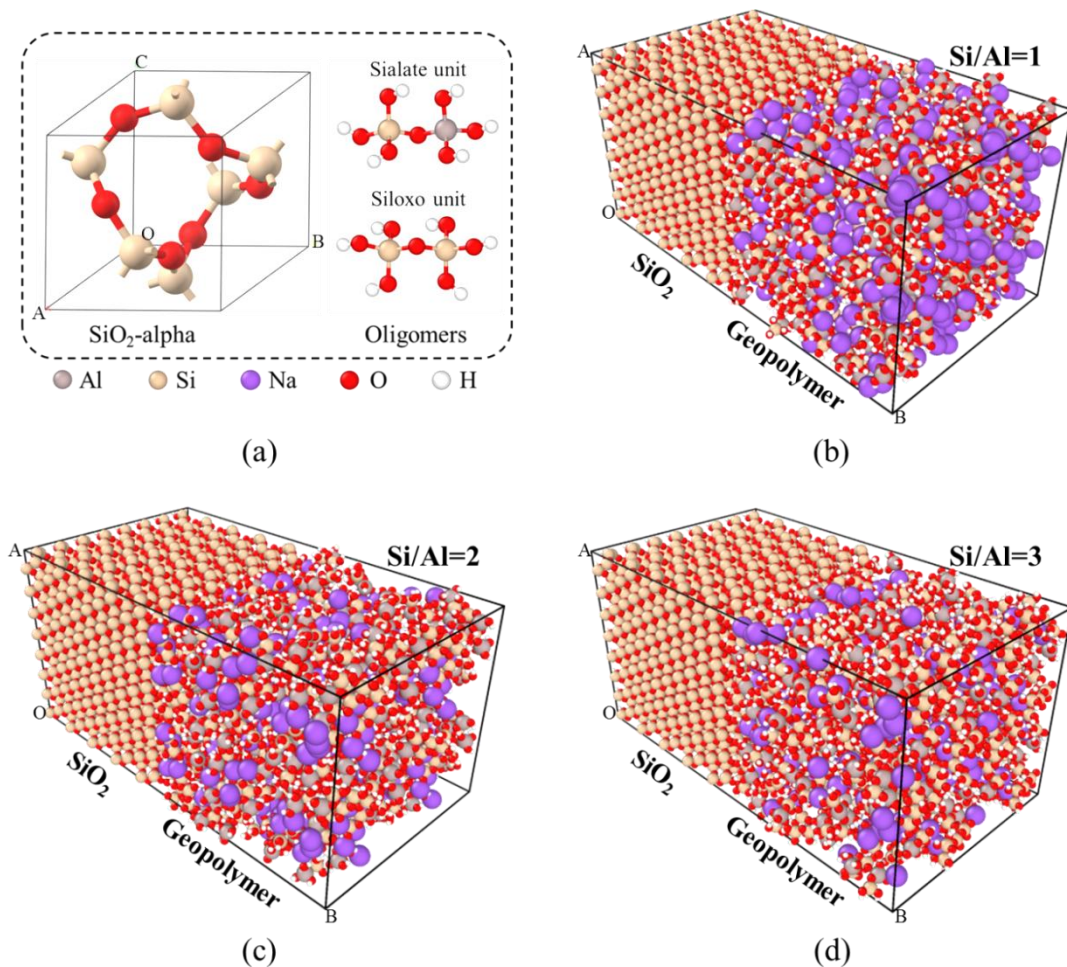 C
O
B
A
Sialate unit
Siloxo unit
SiO₂-alpha
Oligomers
Al Si Na O H
(a)
A
Si/Al=1
O
SiO₂
Geopolymer
B
(b)
A
Si/Al=2
O
SiO₂
Geopolymer
B
(c)
A
Si/Al=3
O
SiO₂
Geopolymer
B
(d)